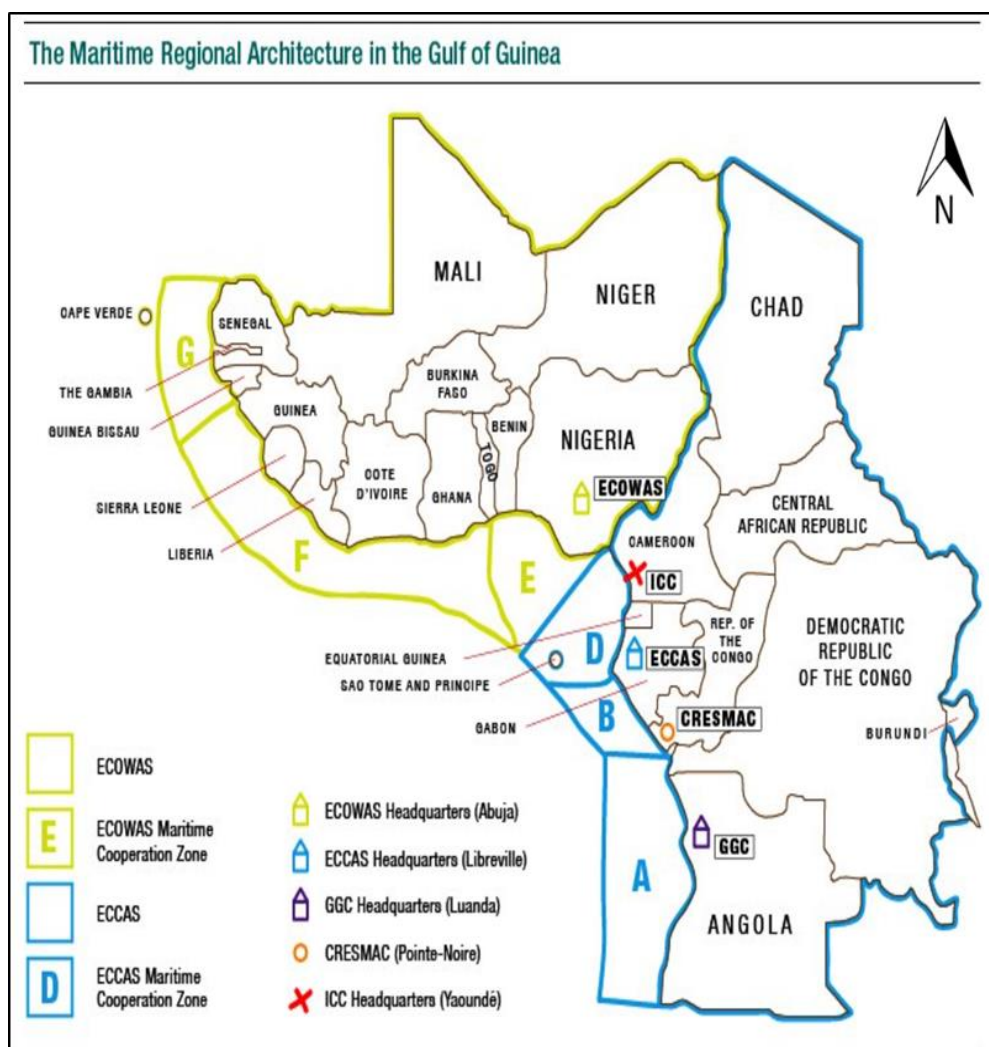 The Maritime Regional Architecture in the Gulf of Guinea
N
MALI
NIGER
CHAD
CAPE VERDE
SENEGAL
G
THE GAMBIA
BURKINA
FASO
GUINEA BISSAU
GUINEA
BENIN
NIGERIA
TOGO
COTE
D'IVOIRE
GHANA
ECOWAS
CENTRAL
AFRICAN REPUBLIC
SIERRA LEONE
LIBERIA
F
E
CAMEROON
ICC
REP. OF
THE
CONGO
DEMOCRATIC
REPUBLIC
OF THE CONGO
EQUATORIAL GUINEA
D
ECCAS
SAO TOME AND PRINCIPE
GABON
B
CRESMAC
BURUNDI
GGC
A
ANGOLA
ECOWAS
E
ECOWAS Maritime
Cooperation Zone
ECCAS
D
ECCAS Maritime
Cooperation Zone
ECOWAS Headquarters (Abuja)
ECCAS Headquarters (Libreville)
GGC Headquarters (Luanda)
CRESMAC (Pointe-Noire)
ICC Headquarters (Yaoundé)